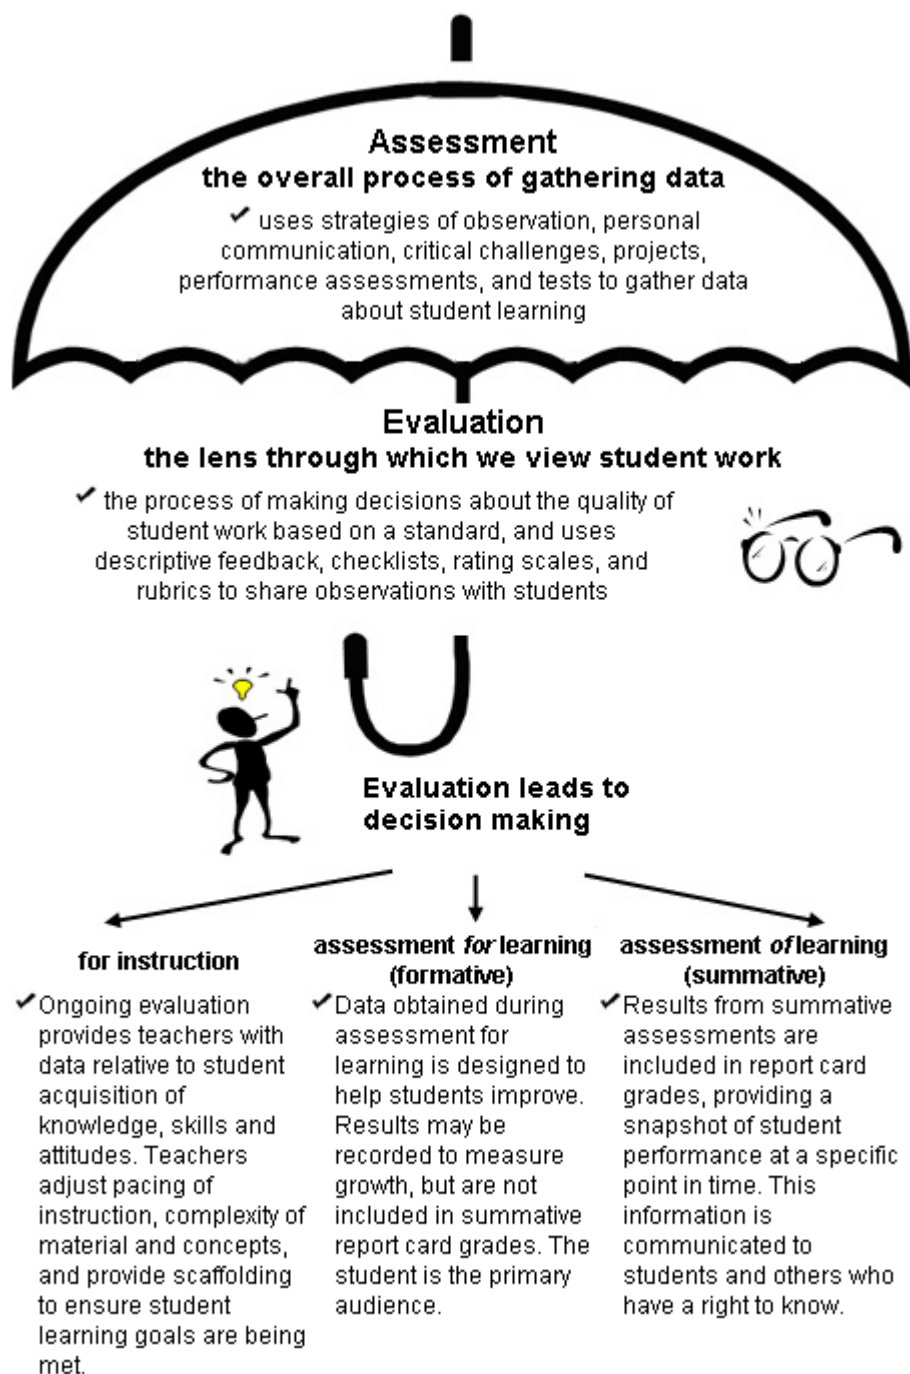 Assessment
the overall process of gathering data
✔ uses strategies of observation, personal
communication, critical challenges, projects,
performance assessments, and tests to gather data
about student learning
Evaluation
the lens through which we view student work
✔ the process of making decisions about the quality of
student work based on a standard, and uses
descriptive feedback, checklists, rating scales, and
rubrics to share observations with students
Evaluation leads to
decision making
for instruction
✔ Ongoing evaluation
provides teachers with
data relative to student
acquisition of
knowledge, skills and
attitudes. Teachers
adjust pacing of
instruction, complexity of
material and concepts,
and provide scaffolding
to ensure student
learning goals are being
met.
assessment for learning
(formative)
✔ Data obtained during
assessment for
learning is designed to
help students improve.
Results may be
recorded to measure
growth, but are not
included in summative
report card grades. The
student is the primary
audience.
assessment of learning
(summative)
✔ Results from summative
assessments are
included in report card
grades, providing a
snapshot of student
performance at a specific
point in time. This
information is
communicated to
students and others who
have a right to know.